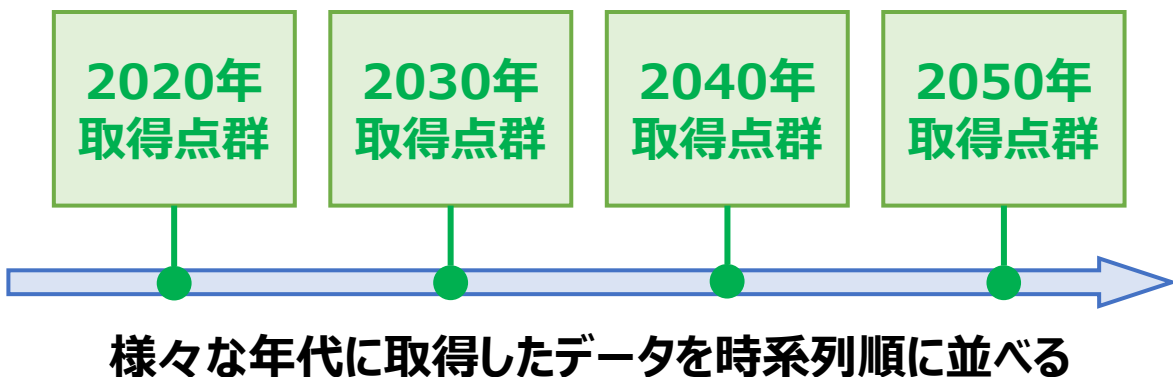 2020年
取得点群
2030年
取得点群
2040年
取得点群
2050年
取得点群
様々な年代に取得したデータを時系列順に並べる